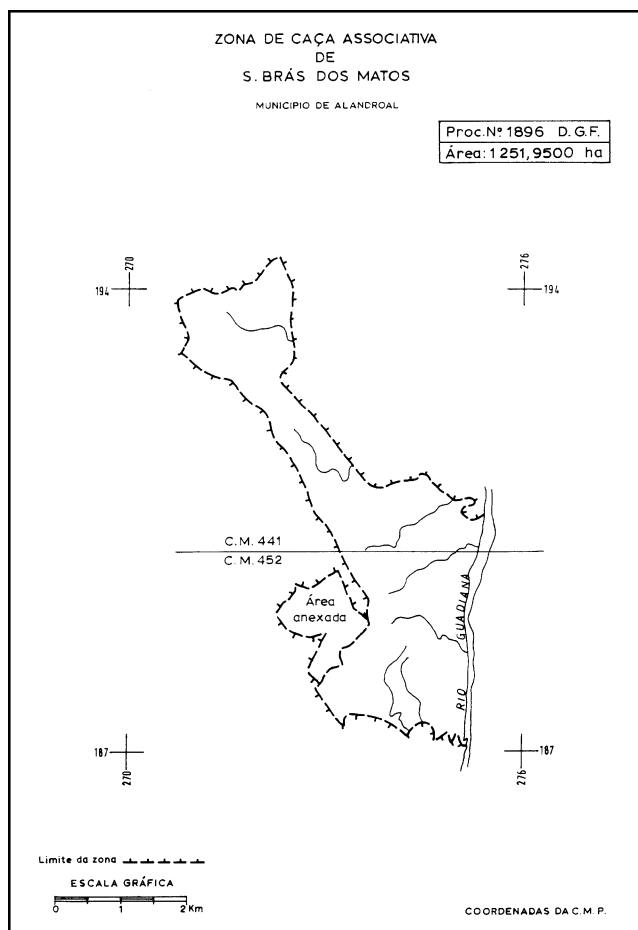 ZONA DE CAÇA ASSOCIATIVA
DE
S. BRÁS DOS MATOS
MUNICIPIO DE ALANDROAL
Proc. Nº 1896 D.G.F.
Área: 1 251,9500 ha
270
194
276
194
C.M. 441
C.M. 452
Área
anexada
RIO GUADIANA
187
270
187
276
Limite da zona
ESCALA GRÁFICA
0 1 2 Km
COORDENADAS DA C.M.P.